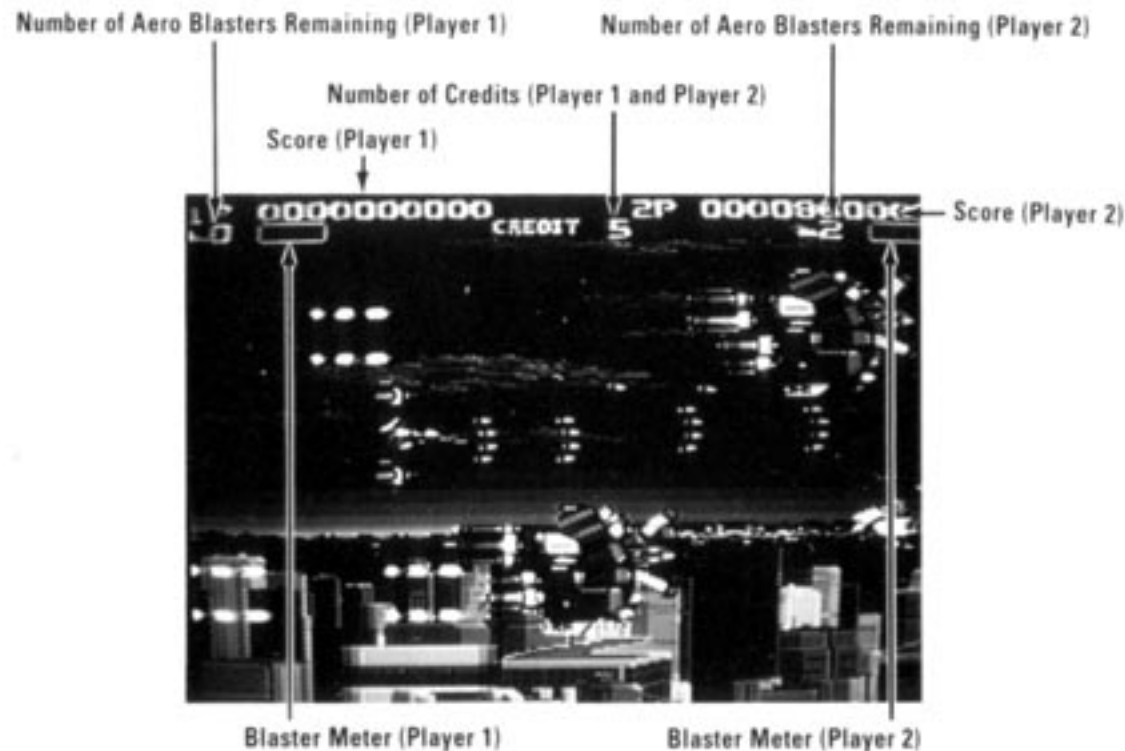 Number of Aero Blasters Remaining (Player 1)
Number of Aero Blasters Remaining (Player 2)
Number of Credits (Player 1 and Player 2)
Score (Player 1)
0000000000 2P
Score (Player 2)
CREDIT 5 2
Blaster Meter (Player 1)
Blaster Meter (Player 2)